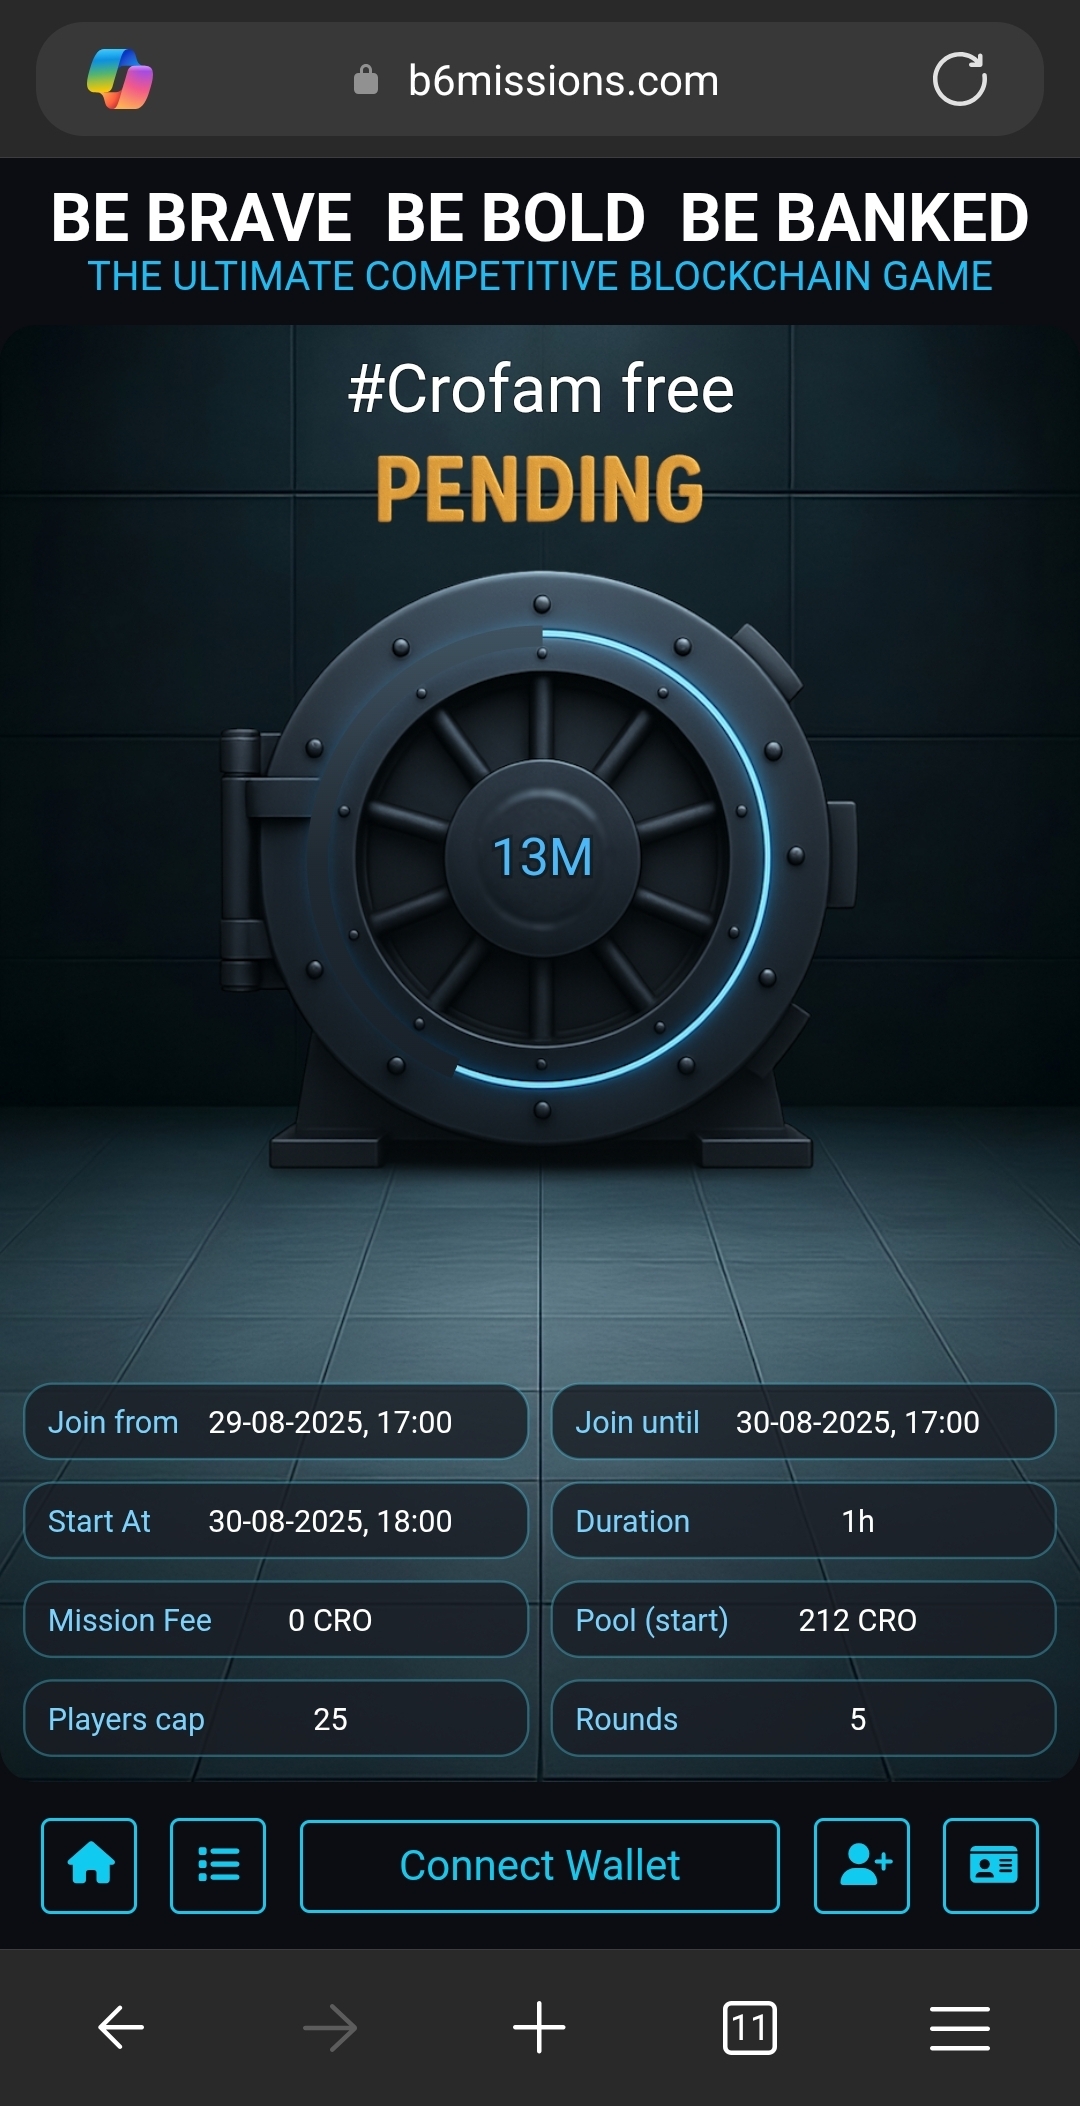 b6missions.com
BE BRAVE BE BOLD BE BANKED
THE ULTIMATE COMPETITIVE BLOCKCHAIN GAME
#Crofam free
PENDING
13M
Join from 29-08-2025, 17:00
Join until 30-08-2025, 17:00
Start At 30-08-2025, 18:00
Duration 1h
Mission Fee 0 CRO
Pool (start) 212 CRO
Players cap 25
Rounds 5
Connect Wallet
11